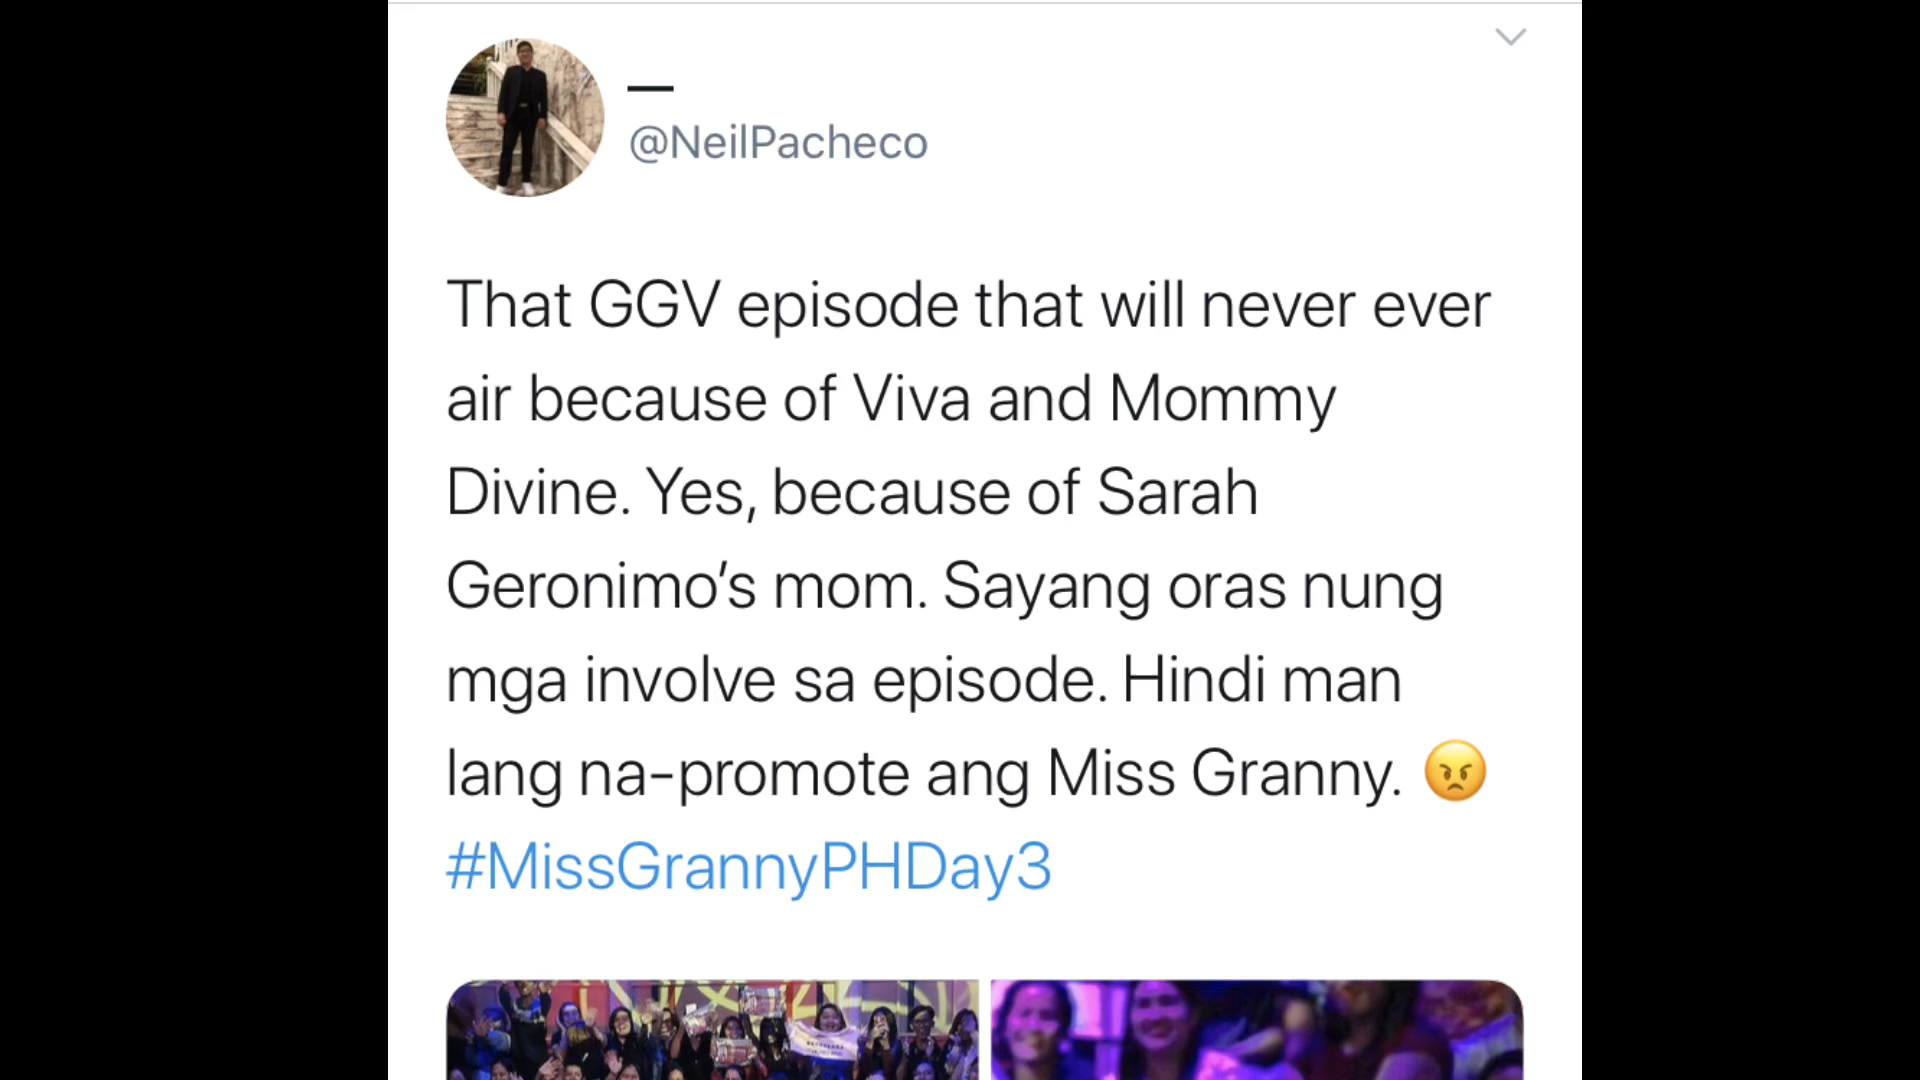 —
@NeilPacheco
That GGV episode that will never ever
air because of Viva and Mommy
Divine. Yes, because of Sarah
Geronimo’s mom. Sayang oras nung
mga involve sa episode. Hindi man
lang na-promote ang Miss Granny. 😠
#MissGrannyPHDay3